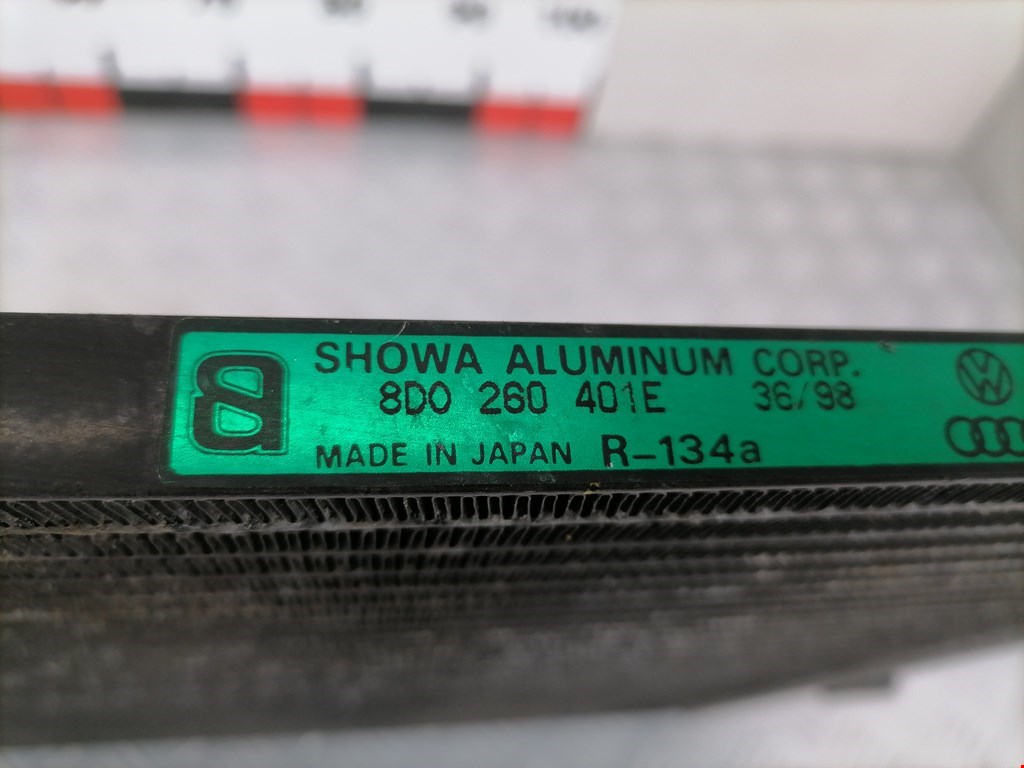 SHOWA ALUMINUM CORP.
8D0 260 401E 36/98
MADE IN JAPAN R-134a